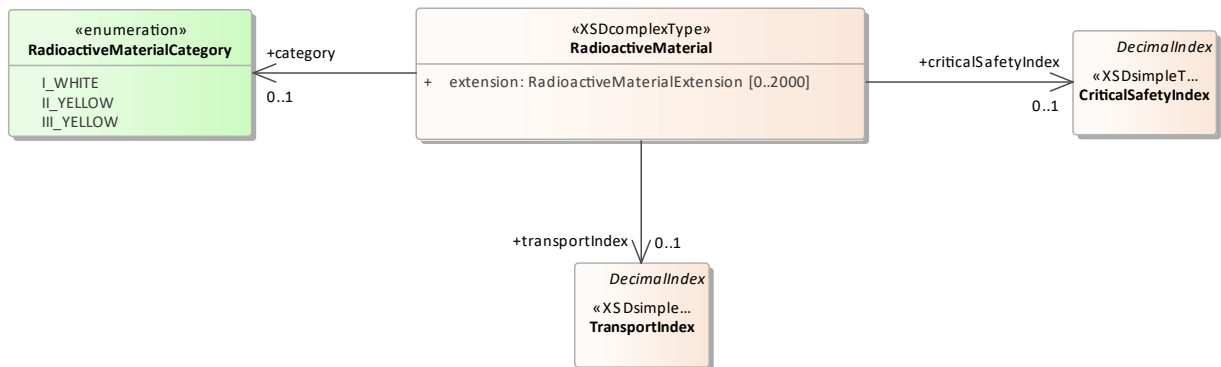 «enumeration»
RadioactiveMaterialCategory
I_WHITE
II_YELLOW
III_YELLOW
+category
0..1
«XSDcomplexType»
RadioactiveMaterial
+ extension: RadioactiveMaterialExtension [0..2000]
+criticalSafetyIndex
0..1
DecimalIndex
«XSDsimpleT...
CriticalSafetyIndex
+transportIndex
0..1
DecimalIndex
«XSDsimple...
TransportIndex